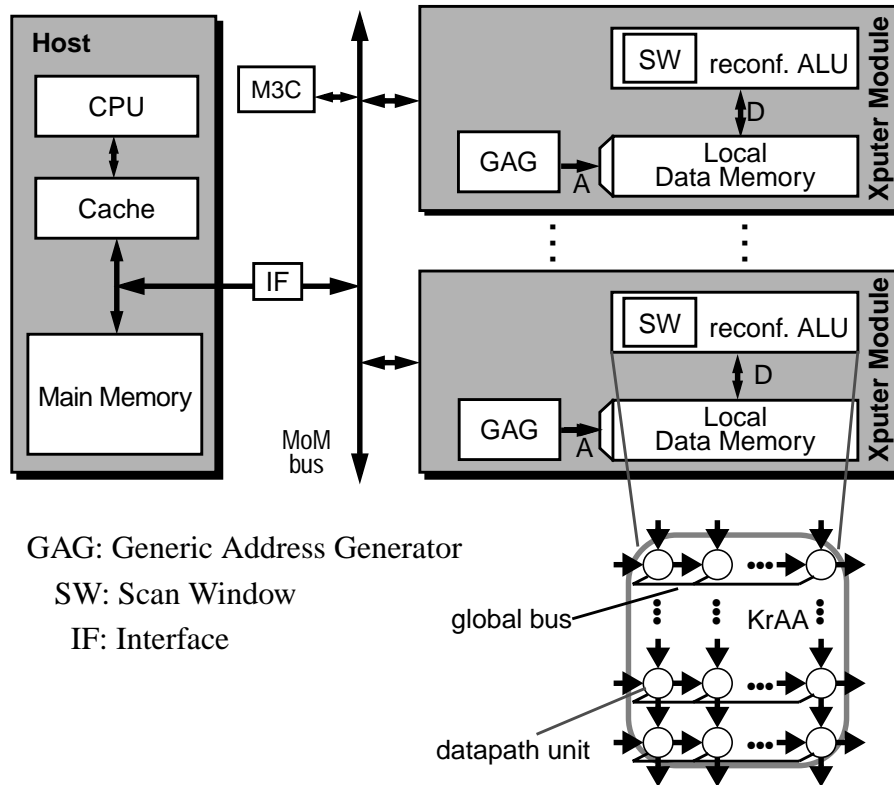 Host
CPU
Cache
Main Memory
M3C
IF
MoM
bus
SW
reconf. ALU
D
GAG
A
Local
Data Memory
Xputer Module
SW
reconf. ALU
D
GAG
A
Local
Data Memory
Xputer Module
GAG: Generic Address Generator
SW: Scan Window
IF: Interface
global bus
KrAA
datapath unit